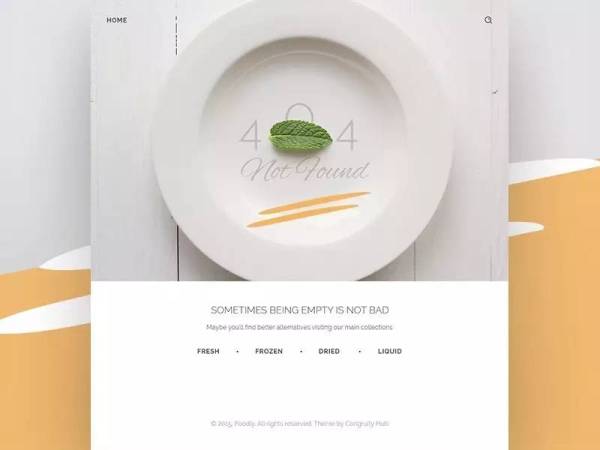 HOME
404
Not Found
SOMETIMES BEING EMPTY IS NOT BAD
Maybe you'll find better alternatives visiting our main collections
FRESH • FROZEN • DRIED • LIQUID
© 2015, Foodly. All rights reserved. Theme by Congruity Hub